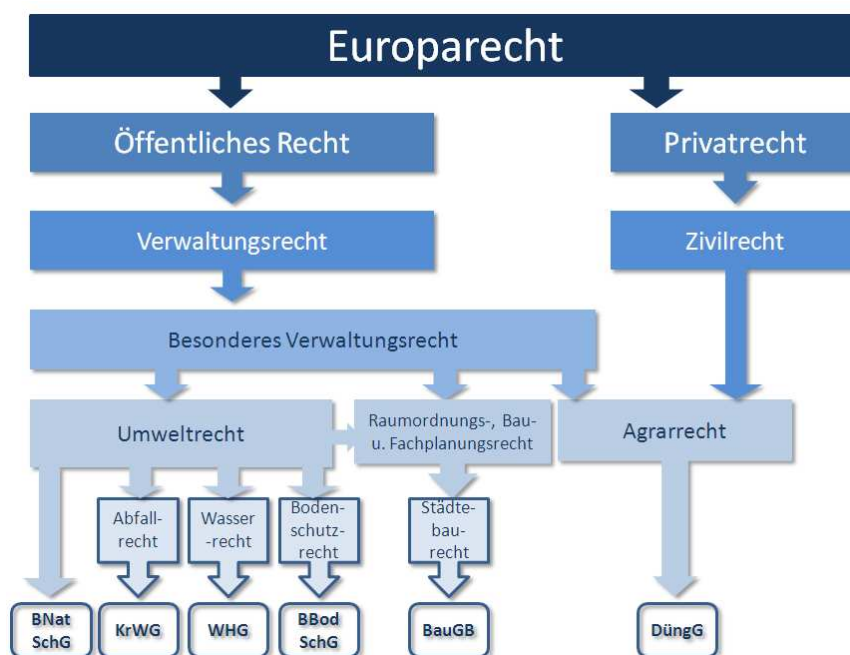 Europarecht
Öffentliches Recht
Privatrecht
Verwaltungsrecht
Zivilrecht
Besonderes Verwaltungsrecht
Umweltrecht
Raumordnungs-, Bau-
u. Fachplanungsrecht
Agrarrecht
Abfall-
recht
Wasser
-recht
Boden-
schutz-
recht
Städte-
bau-
recht
BNat
SchG
KrWG
WHG
BBod
SchG
BauGB
DüngG